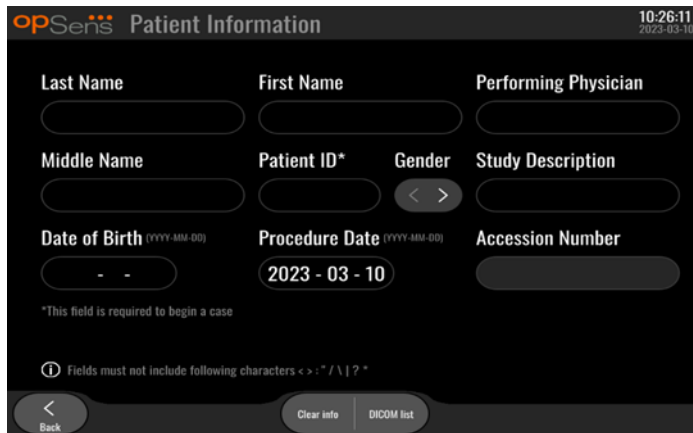 opSens Patient Information
10:26:11
2023-03-10
Last Name First Name Performing Physician
Middle Name Patient ID* Gender Study Description
< >
Date of Birth (YYYY-MM-DD) Procedure Date (YYYY-MM-DD) Accession Number
- - 2023 - 03 - 10
*This field is required to begin a case
i Fields must not include following characters < > : " / \ | ? *
< Back Clear info DICOM list